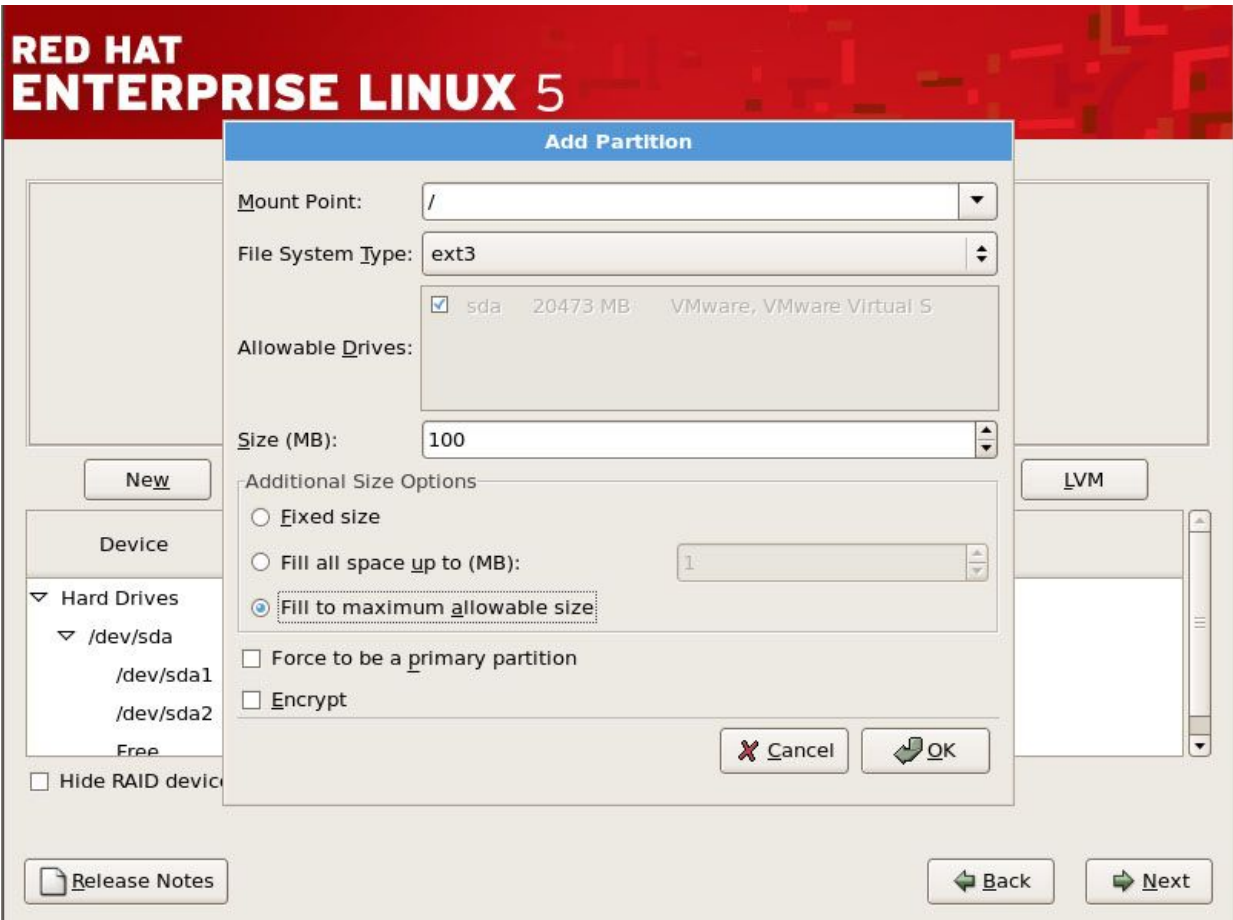 RED HAT
ENTERPRISE LINUX 5
Add Partition
Mount Point: /
File System Type: ext3
sda 20473 MB VMware, VMware Virtual S
Allowable Drives:
Size (MB): 100
New
LVM
Additional Size Options
Fixed size
Device
Fill all space up to (MB): 1
Hard Drives
Fill to maximum allowable size
/dev/sda
Force to be a primary partition
/dev/sda1
Encrypt
/dev/sda2
Free
Cancel OK
Hide RAID devic
Release Notes Back Next